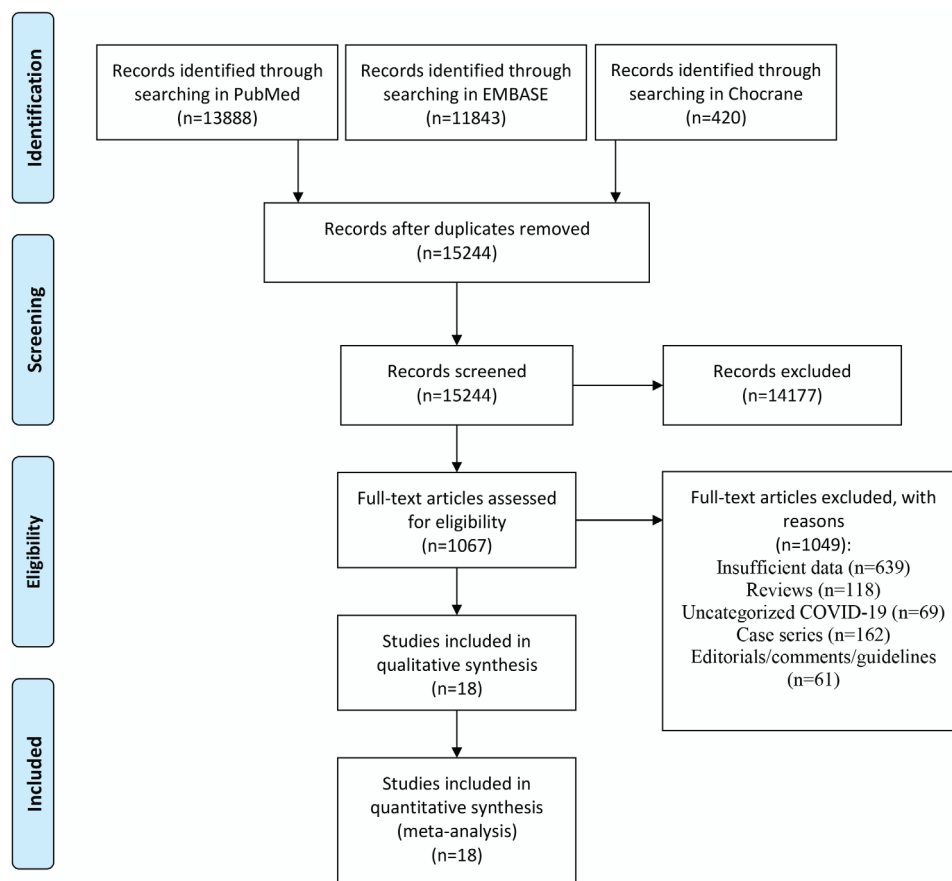 Identification
Records identified through
searching in PubMed
(n=13888)
Records identified through
searching in EMBASE
(n=11843)
Records identified through
searching in Chocrane
(n=420)
Records after duplicates removed
(n=15244)
Screening
Records screened
(n=15244)
Records excluded
(n=14177)
Eligibility
Full-text articles assessed
for eligibility
(n=1067)
Full-text articles excluded, with
reasons
(n=1049):
Insufficient data (n=639)
Reviews (n=118)
Uncategorized COVID-19 (n=69)
Case series (n=162)
Editorials/comments/guidelines
(n=61)
Studies included in
qualitative synthesis
(n=18)
Included
Studies included in
quantitative synthesis
(meta-analysis)
(n=18)